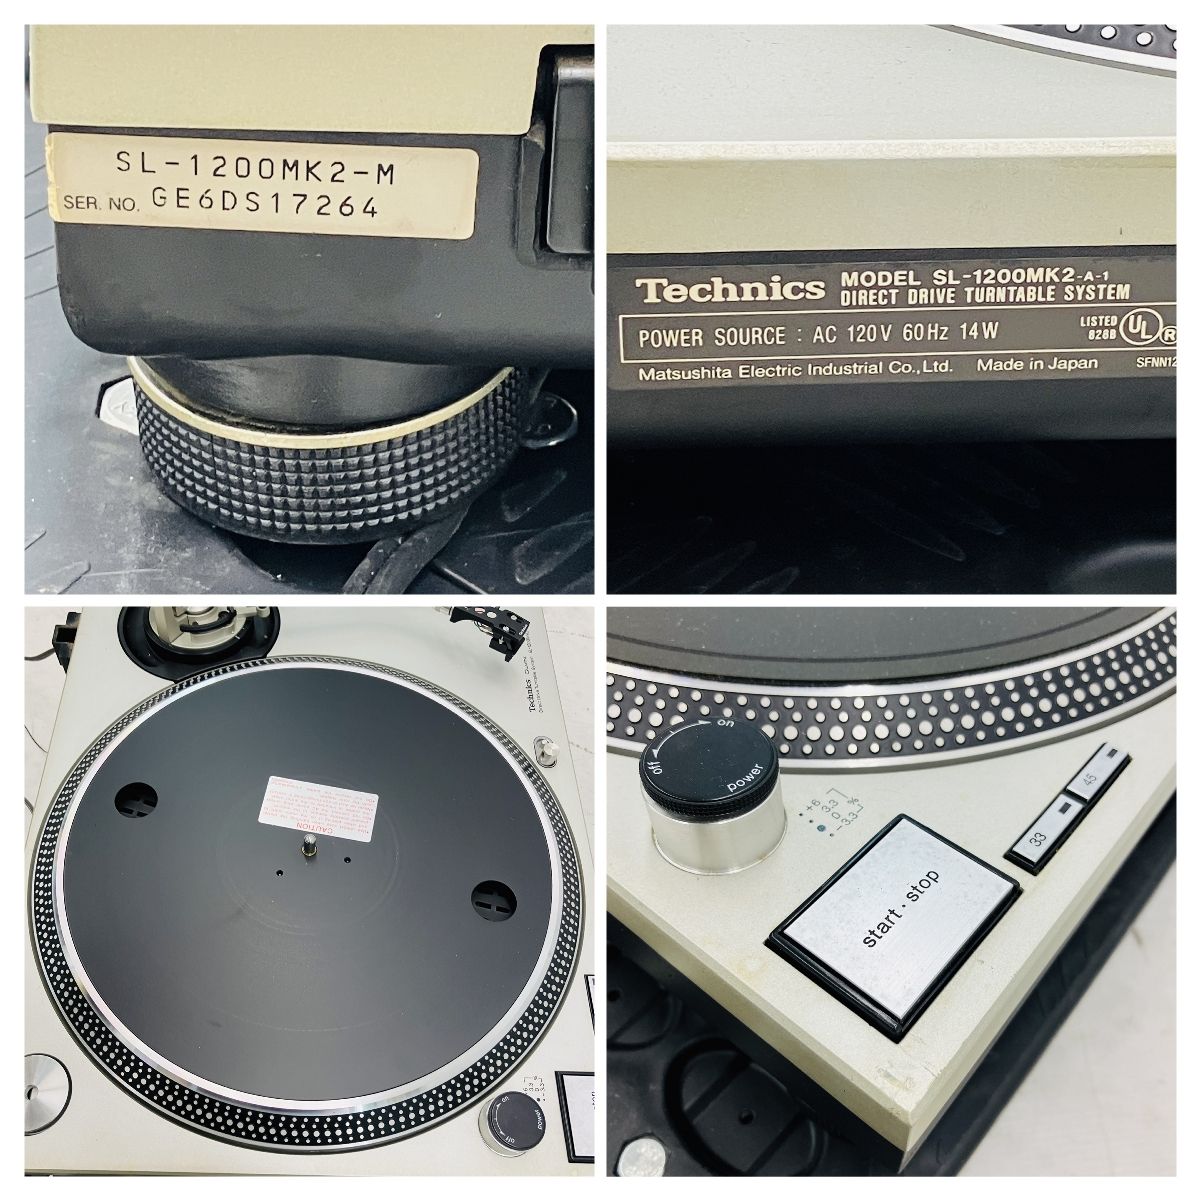 SL-1200MK2-M
SER. NO. GE6DS17264
Technics MODEL SL-1200MK2-A-1
DIRECT DRIVE TURNTABLE SYSTEM
POWER SOURCE : AC 120V 60Hz 14W
LISTED
828B
UL R
Matsushita Electric Industrial Co.,Ltd. Made in Japan SFNN12
Technics
CAUTION
off on
power
off on
power
+6
3.3
0 %
-3.3
45
33
start·stop